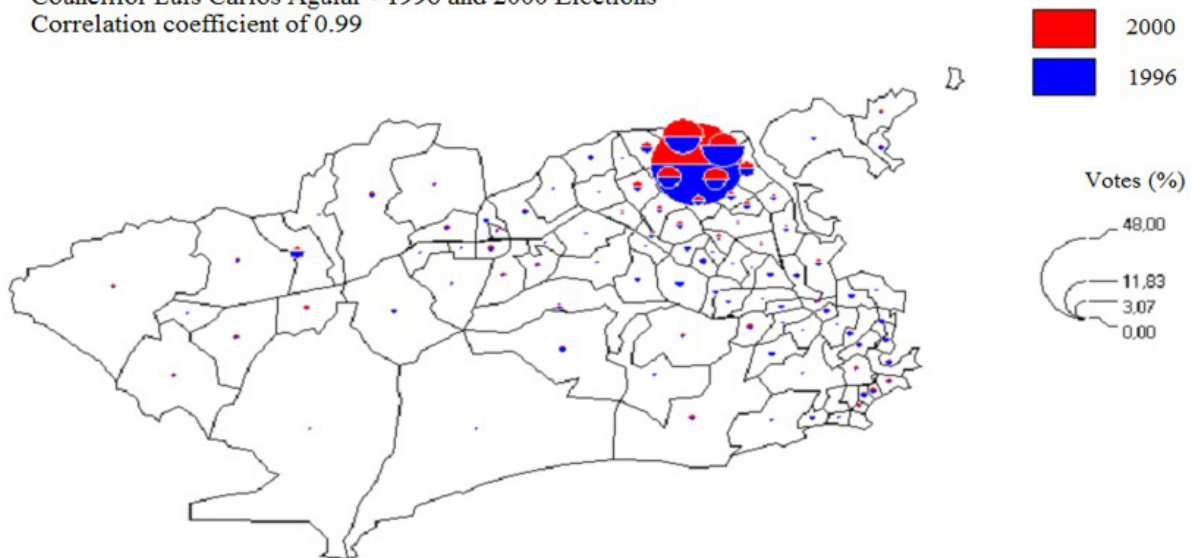 Councillor Luis Carlos Aguiar - 1996 and 2000 Elections
Correlation coefficient of 0.99
2000
1996
Votes (%)
48,00
11,83
3,07
0,00